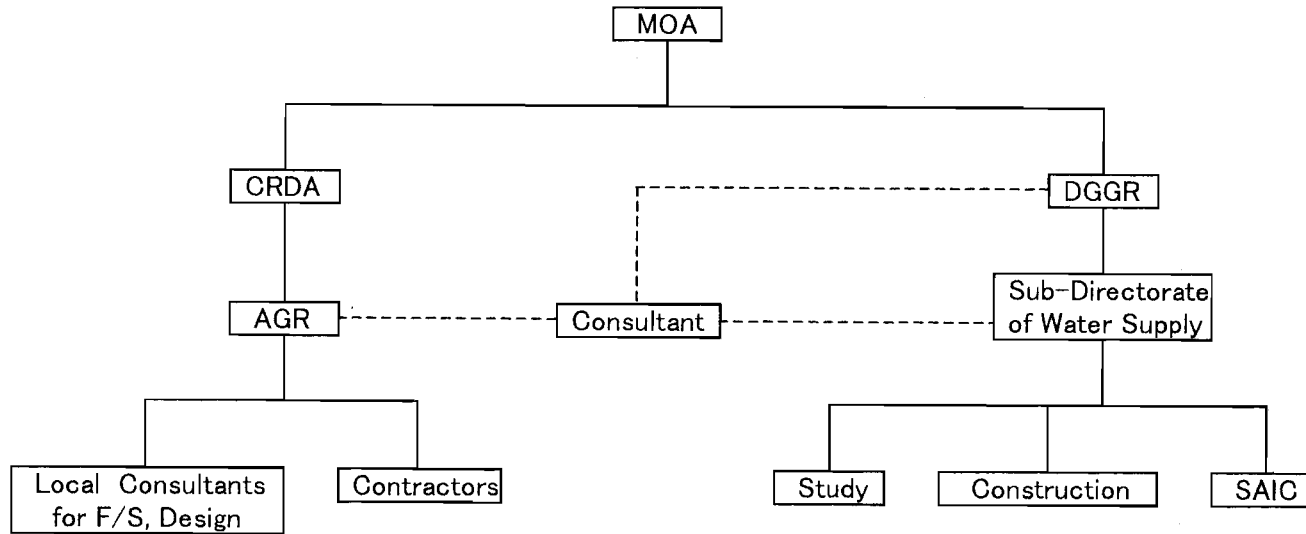 MOA
CRDA
DGGR
AGR
Consultant
Sub-Directorate
of Water Supply
Local Consultants
for F/S, Design
Contractors
Study
Construction
SAIC